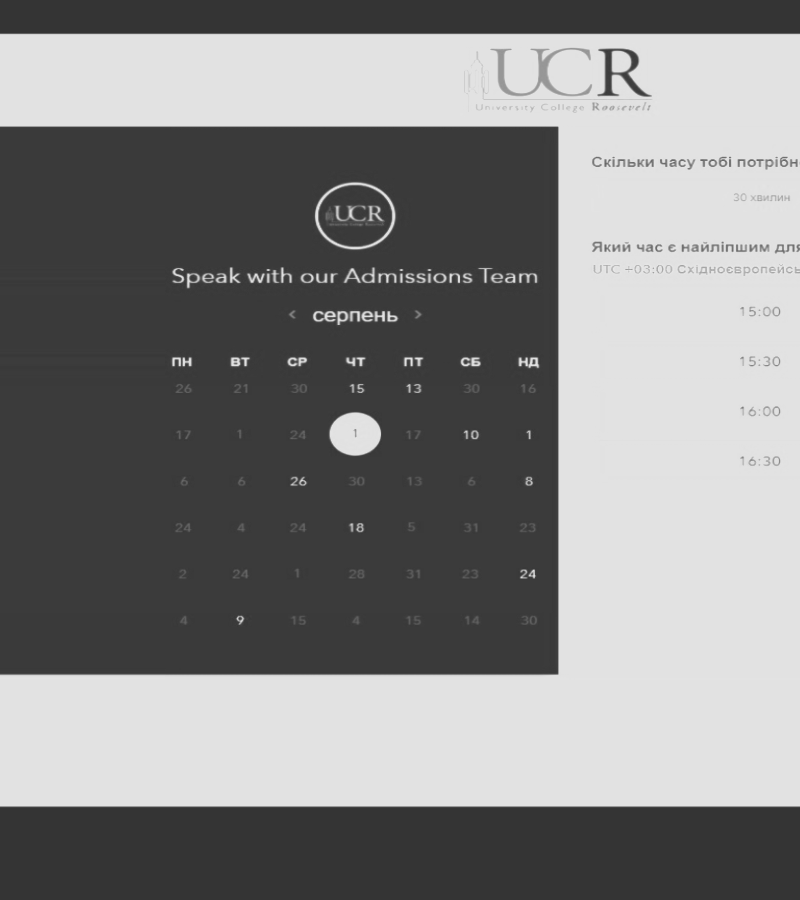 UCR
University College Roosevelt
UCR
Speak with our Admissions Team
< серпень >
ПН ВТ СР ЧТ ПТ СБ НД
26 21 30 15 13 30 16
17 1 24 1 17 10 1
6 6 26 30 13 6 8
24 4 24 18 5 31 23
2 24 1 28 31 23 24
4 9 15 4 15 14 30
Скільки часу тобі потрібн
30 хвилин
Який час є найліпшим для
UTC +03:00 Східноєвропейсь
15:00
15:30
16:00
16:30